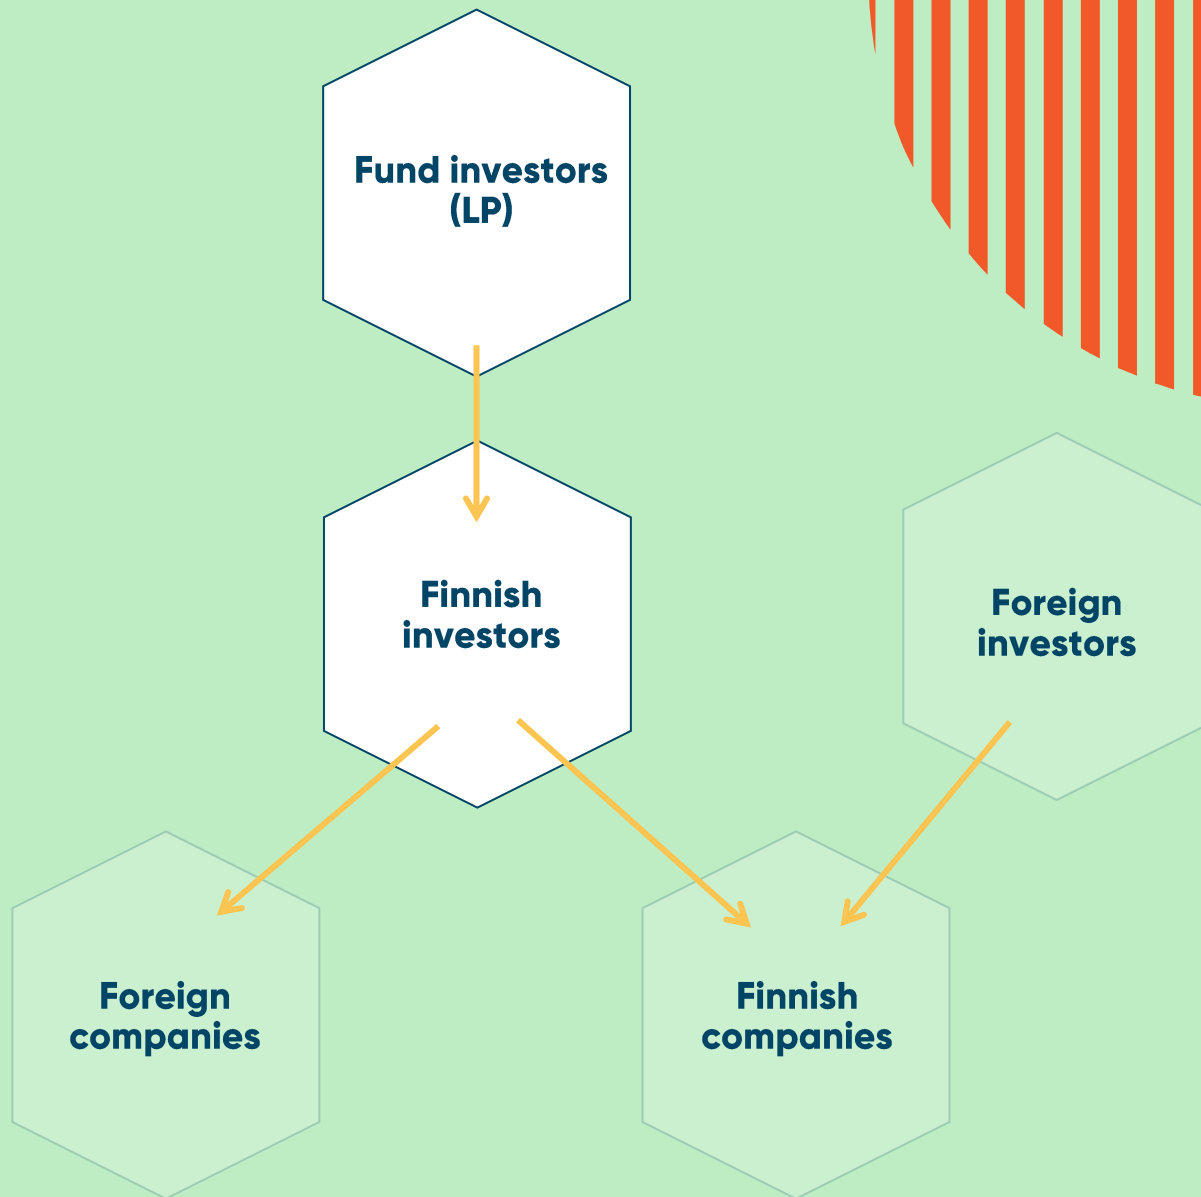 Fund investors
(LP)
Finnish
investors
Foreign
investors
Foreign
companies
Finnish
companies